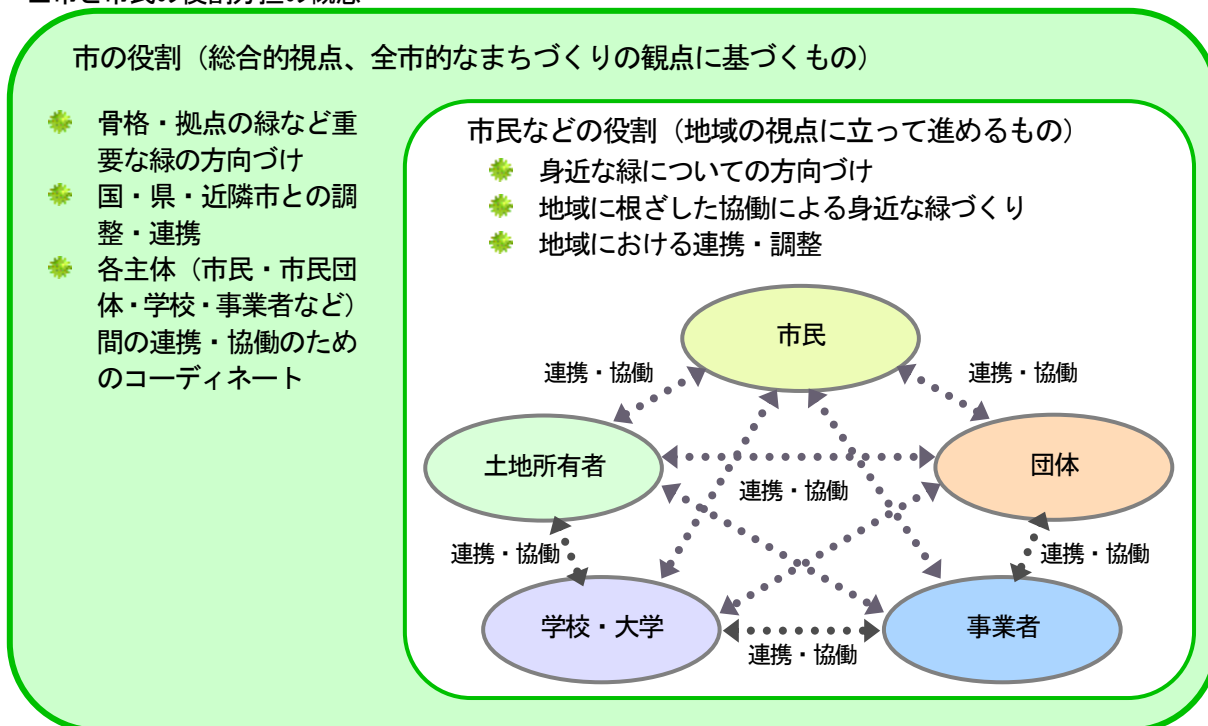 市の役割（総合的視点、全市的なまちづくりの観点に基づくもの）
骨格・拠点の緑など重
要な緑の方向づけ
国・県・近隣市との調
整・連携
各主体（市民・市民団
体・学校・事業者など）
間の連携・協働のため
のコーディネート
市民などの役割（地域の視点に立って進めるもの）
身近な緑についての方向づけ
地域に根ざした協働による身近な緑づくり
地域における連携・調整
市民
連携・協働
連携・協働
土地所有者
団体
連携・協働
連携・協働
連携・協働
学校・大学
事業者
連携・協働